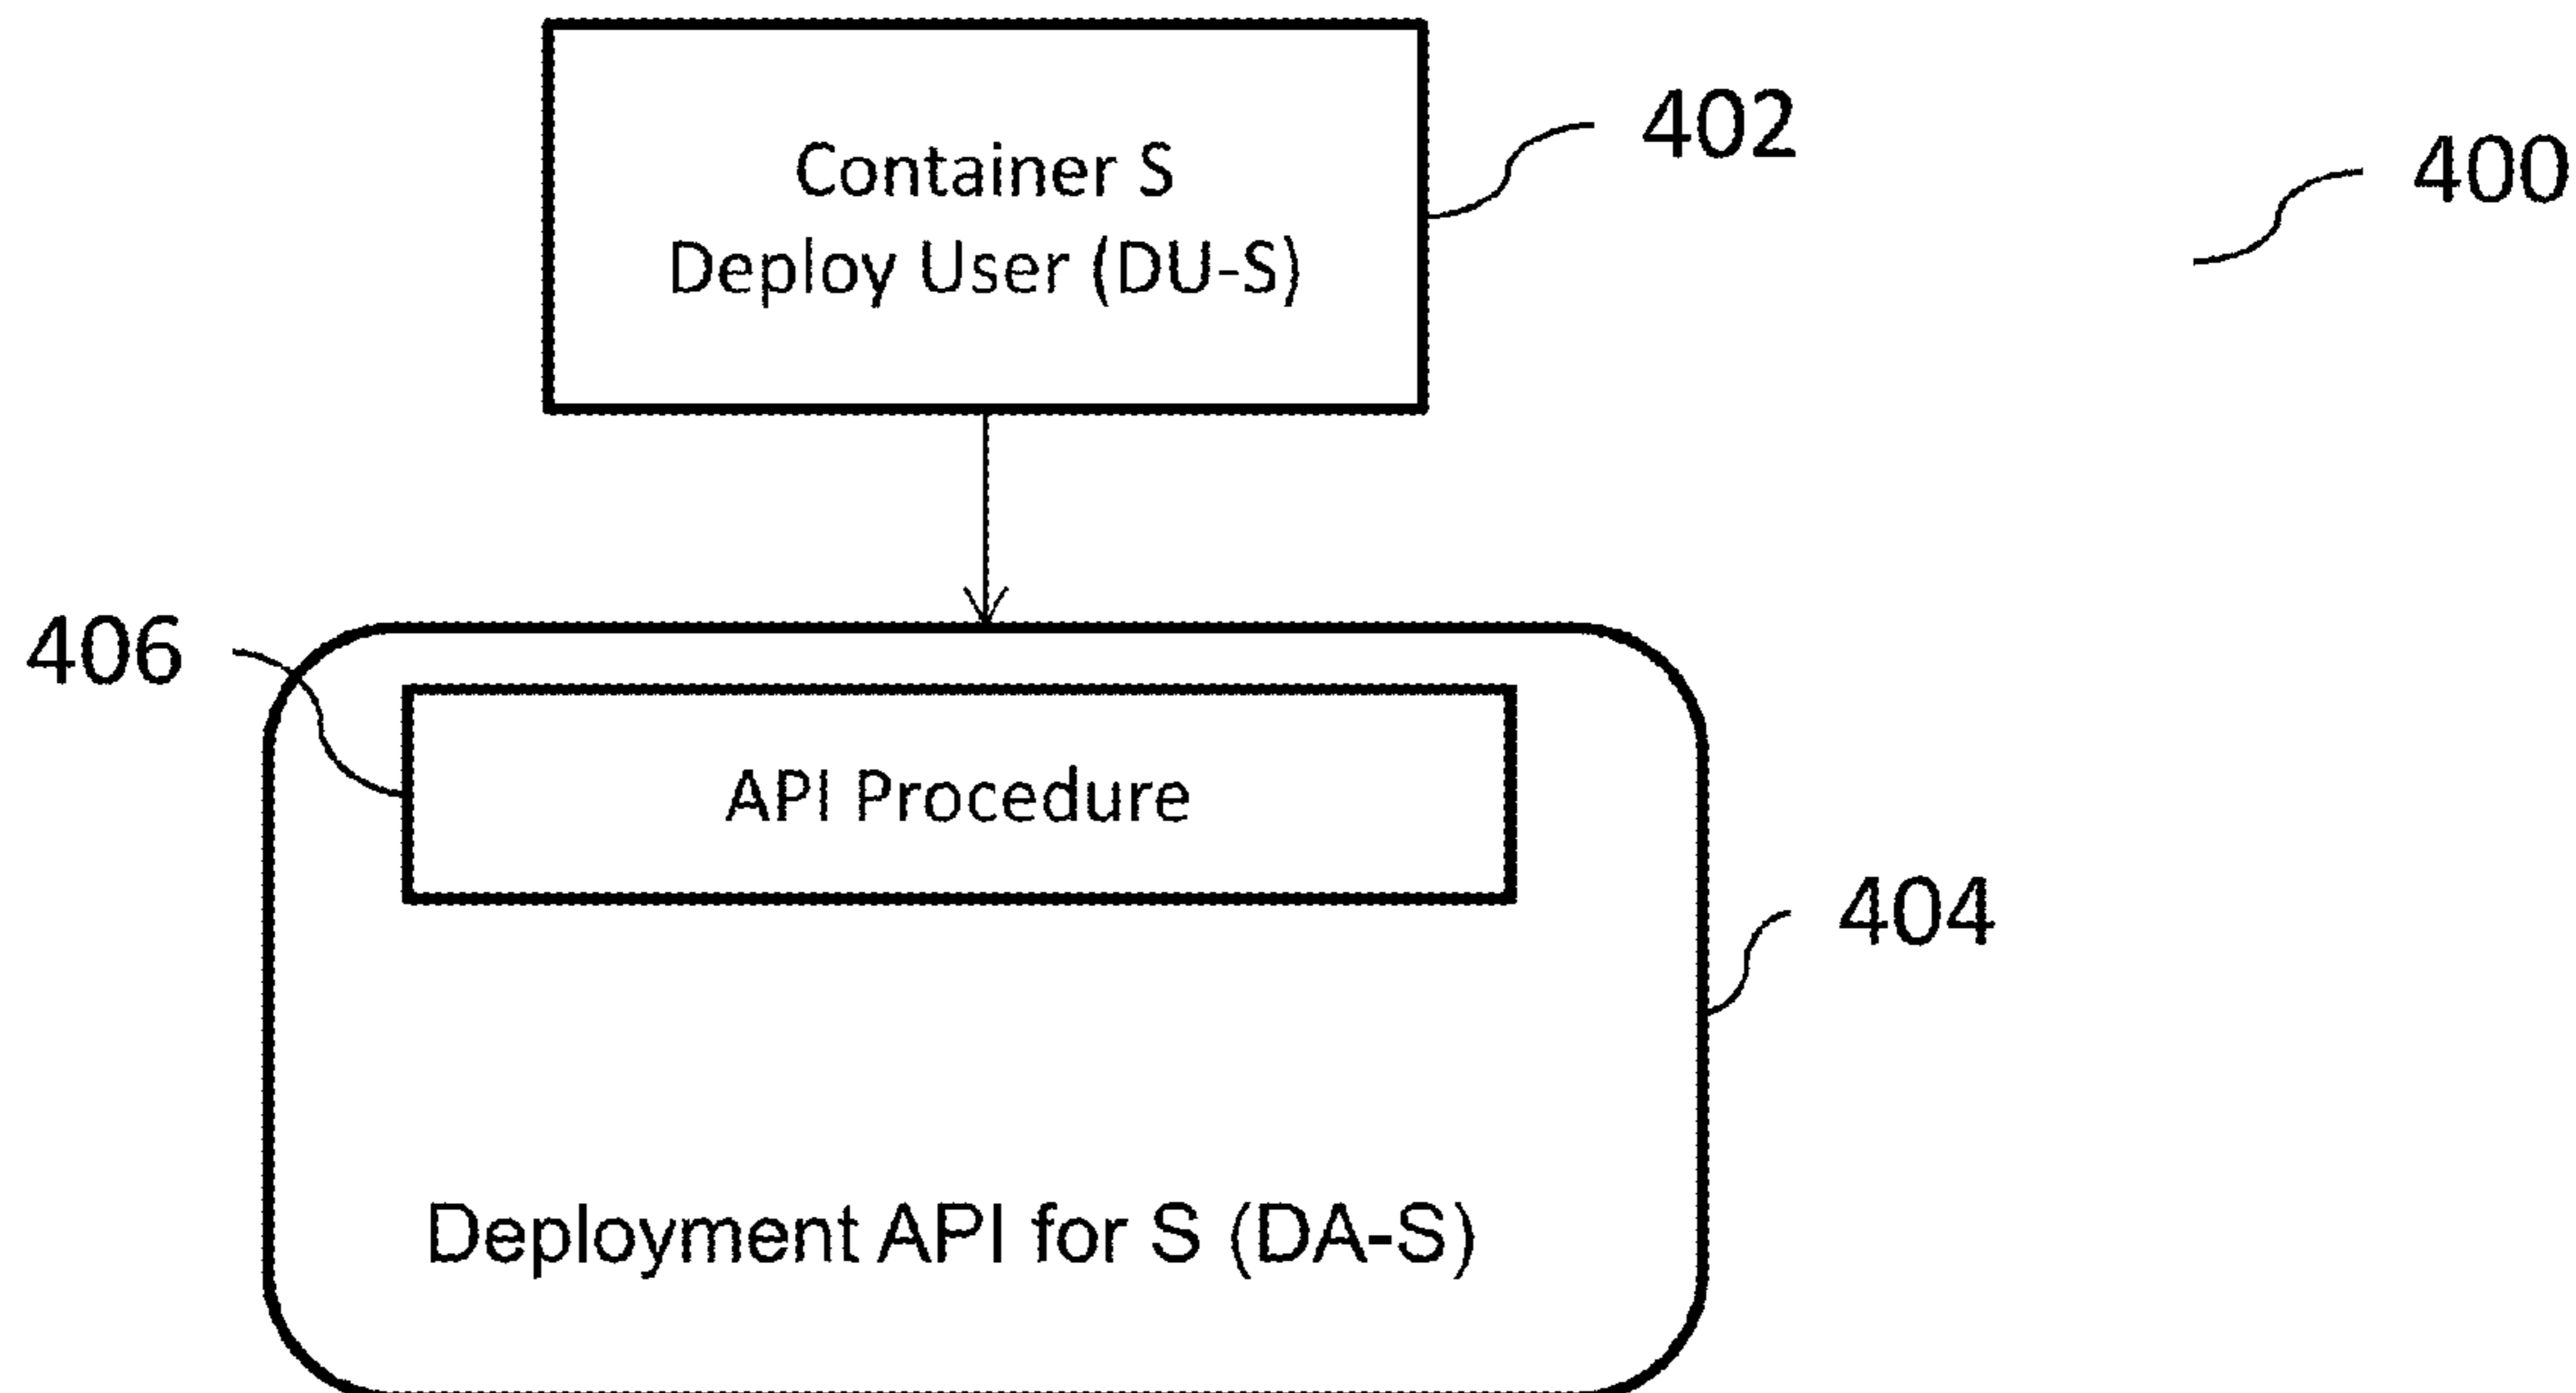 Container S
Deploy User (DU-S)
402
400
406
API Procedure
404
Deployment API for S (DA-S)